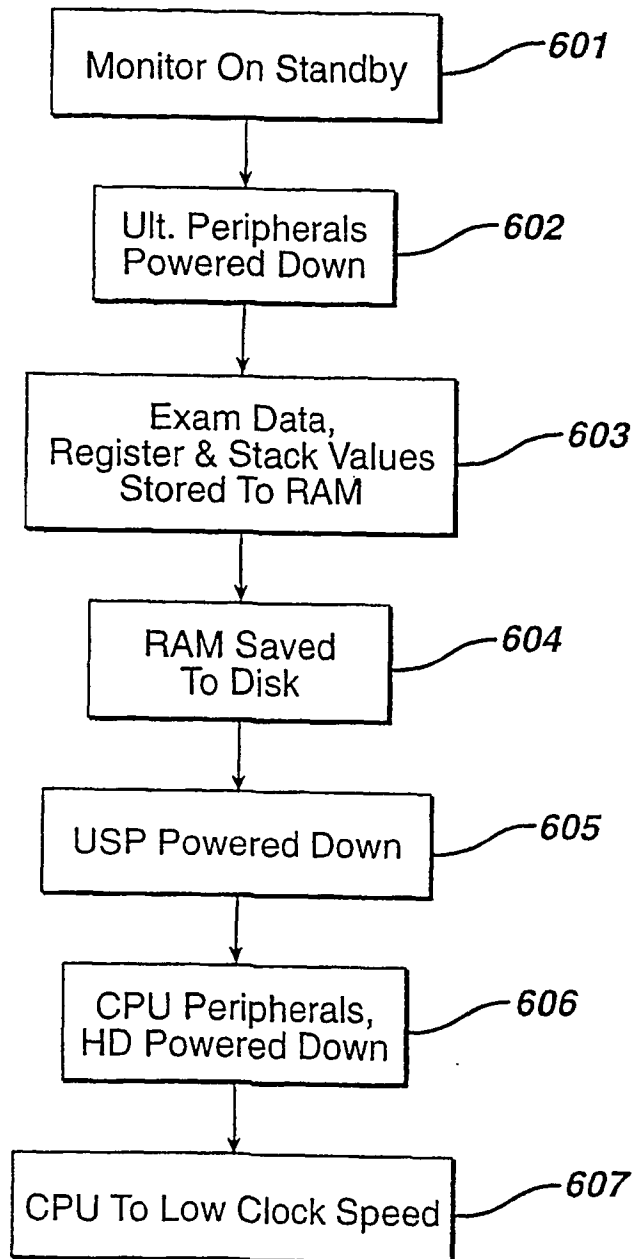 Monitor On Standby
601
Ult. Peripherals
Powered Down
602
Exam Data,
Register & Stack Values
Stored To RAM
603
RAM Saved
To Disk
604
USP Powered Down
605
CPU Peripherals,
HD Powered Down
606
CPU To Low Clock Speed
607